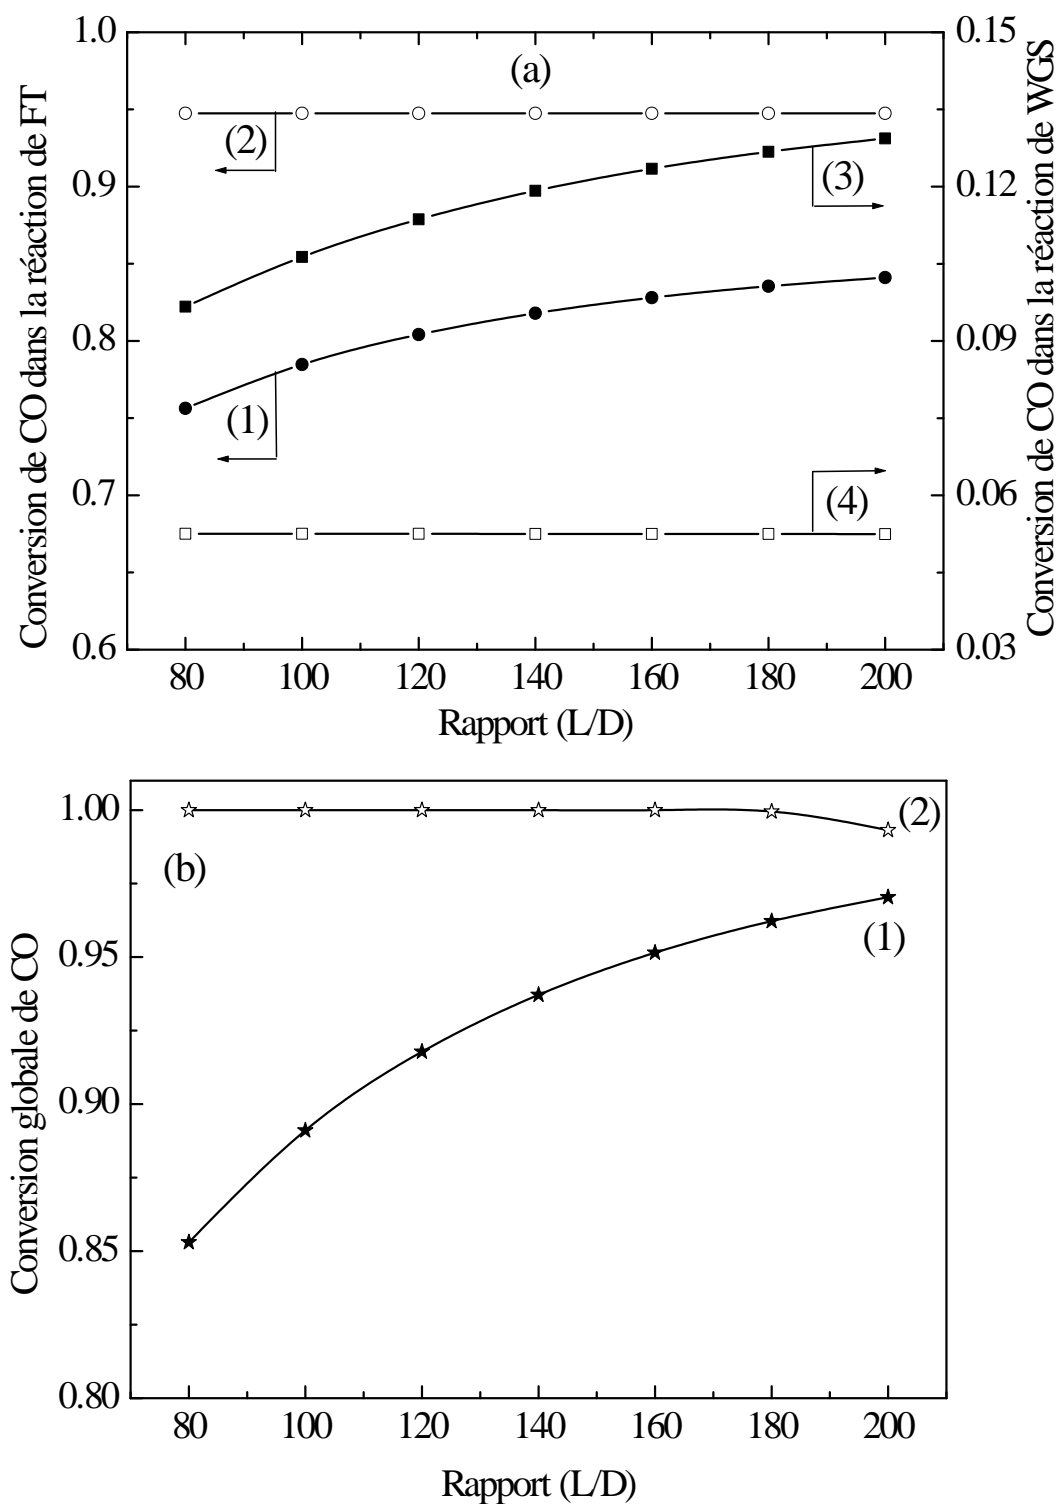 1.0
0.15
(a)
(2)
Conversion de CO dans la réaction de FT
Conversion de CO dans la réaction de WGS
0.9
(3)
0.12
0.8
0.09
(1)
0.7
(4)
0.06
0.6
0.03
80 100 120 140 160 180 200
Rapport (L/D)
1.00
(2)
(b)
(1)
Conversion globale de CO
0.95
0.90
0.85
0.80
80 100 120 140 160 180 200
Rapport (L/D)